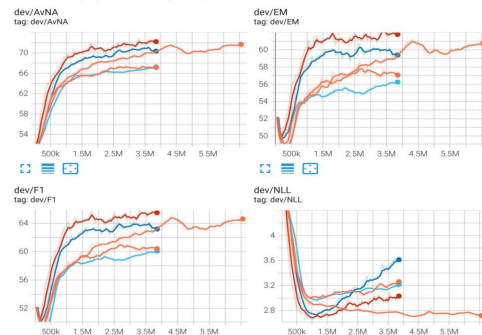 dev/AvNA
tag: dev/AvNA
70
66
62
58
54
500k 1.5M 2.5M 3.5M 4.5M 5.5M
dev/EM
tag: dev/EM
60
58
56
54
52
50
500k 1.5M 2.5M 3.5M 4.5M 5.5M
dev/F1
tag: dev/F1
64
60
56
52
500k 1.5M 2.5M 3.5M 4.5M 5.5M
dev/NLL
tag: dev/NLL
4
3.6
3.2
2.8
500k 1.5M 2.5M 3.5M 4.5M 5.5M